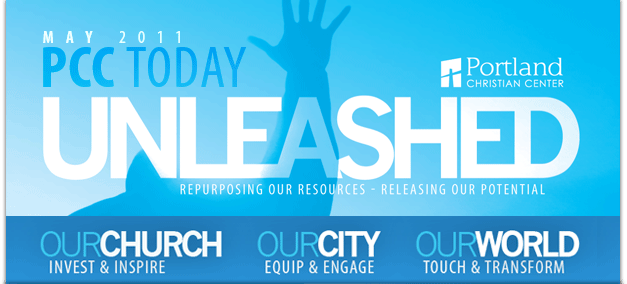 MAY 2011
PCC TODAY
Portland
CHRISTIAN CENTER
UNLEASHED
REPURPOSING OUR RESOURCES - RELEASING OUR POTENTIAL
OURCHURCH
INVEST & INSPIRE
OURCITY
EQUIP & ENGAGE
OURWORLD
TOUCH & TRANSFORM